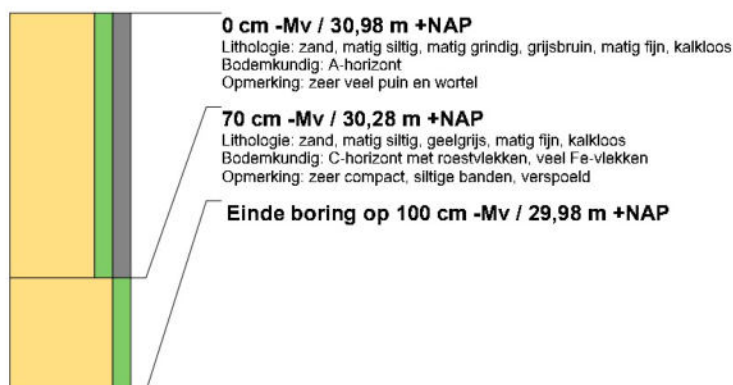 0 cm -Mv / 30,98 m +NAP
Lithologie: zand, matig siltig, matig grindig, grijsbruin, matig fijn, kalkloos
Bodemkundig: A-horizont
Opmerking: zeer veel puin en wortel
70 cm -Mv / 30,28 m +NAP
Lithologie: zand, matig siltig, geelgrijs, matig fijn, kalkloos
Bodemkundig: C-horizont met roestvlekken, veel Fe-vlekken
Opmerking: zeer compact, siltige banden, verspoeld
Einde boring op 100 cm -Mv / 29,98 m +NAP